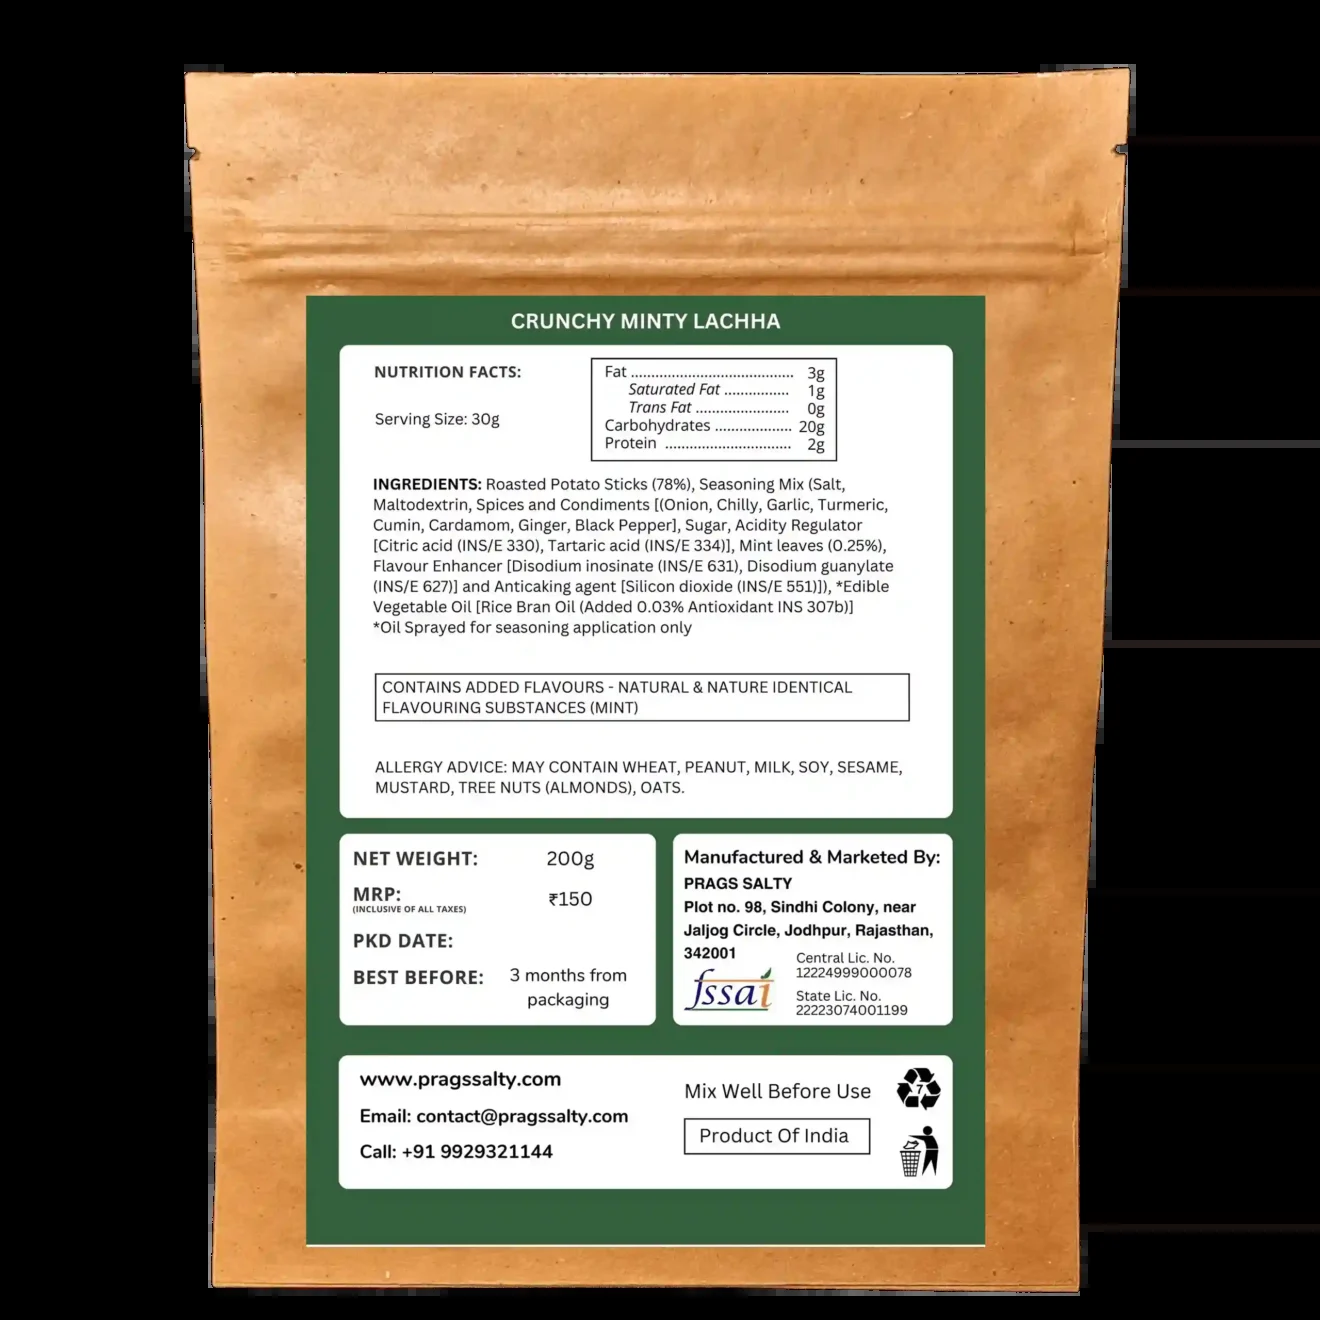 CRUNCHY MINTY LACHHA
NUTRITION FACTS:
Serving Size: 30g
Fat ........................................ 3g
Saturated Fat ................ 1g
Trans Fat ....................... 0g
Carbohydrates ................... 20g
Protein ............................... 2g
INGREDIENTS: Roasted Potato Sticks (78%), Seasoning Mix (Salt,
Maltodextrin, Spices and Condiments [(Onion, Chilly, Garlic, Turmeric,
Cumin, Cardamom, Ginger, Black Pepper], Sugar, Acidity Regulator
[Citric acid (INS/E 330), Tartaric acid (INS/E 334)], Mint leaves (0.25%),
Flavour Enhancer [Disodium inosinate (INS/E 631), Disodium guanylate
(INS/E 627)] and Anticaking agent [Silicon dioxide (INS/E 551)]), *Edible
Vegetable Oil [Rice Bran Oil (Added 0.03% Antioxidant INS 307b)]
*Oil Sprayed for seasoning application only
CONTAINS ADDED FLAVOURS - NATURAL & NATURE IDENTICAL
FLAVOURING SUBSTANCES (MINT)
ALLERGY ADVICE: MAY CONTAIN WHEAT, PEANUT, MILK, SOY, SESAME,
MUSTARD, TREE NUTS (ALMONDS), OATS.
NET WEIGHT: 200g
MRP: ₹150
(INCLUSIVE OF ALL TAXES)
PKD DATE:
BEST BEFORE: 3 months from
packaging
Manufactured & Marketed By:
PRAGS SALTY
Plot no. 98, Sindhi Colony, near
Jaljog Circle, Jodhpur, Rajasthan,
342001
fssai
Central Lic. No.
12224999000078
State Lic. No.
22223074001199
www.pragssalty.com
Email: contact@pragssalty.com
Call: +91 9929321144
Mix Well Before Use
Product Of India
7